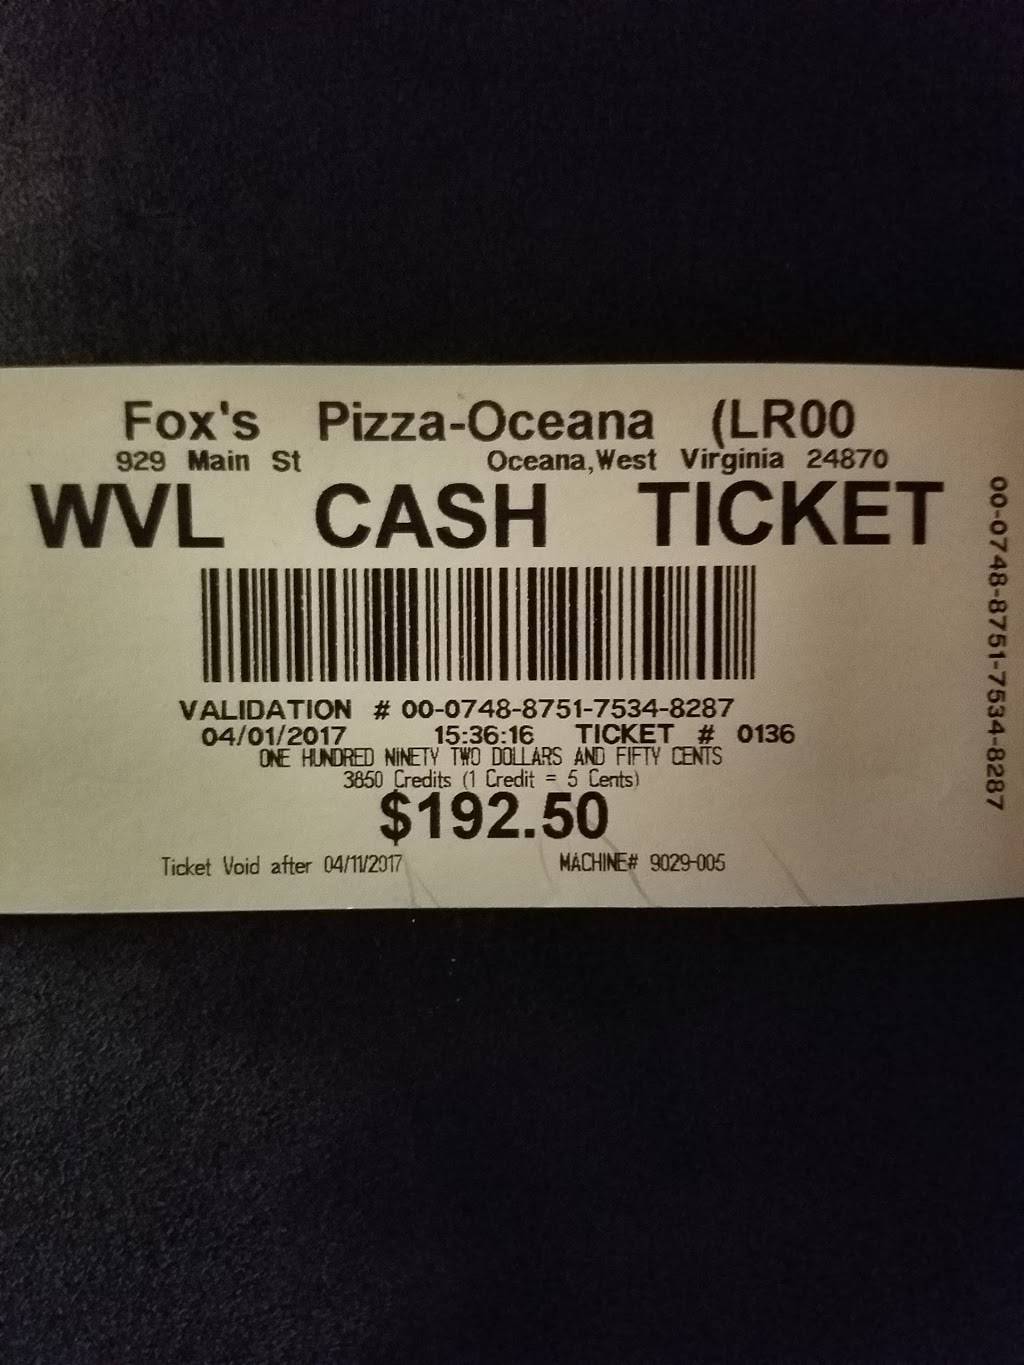 Fox's Pizza-Oceana (LR00
929 Main St Oceana,West Virginia 24870
WVL CASH TICKET
VALIDATION # 00-0748-8751-7534-8287
04/01/2017 15:36:16 TICKET # 0136
ONE HUNDRED NINETY TWO DOLLARS AND FIFTY CENTS
3850 Credits (1 Credit = 5 Cents)
$192.50
Ticket Void after 04/11/2017 MACHINE# 9029-005
00-0748-8751-7534-8287